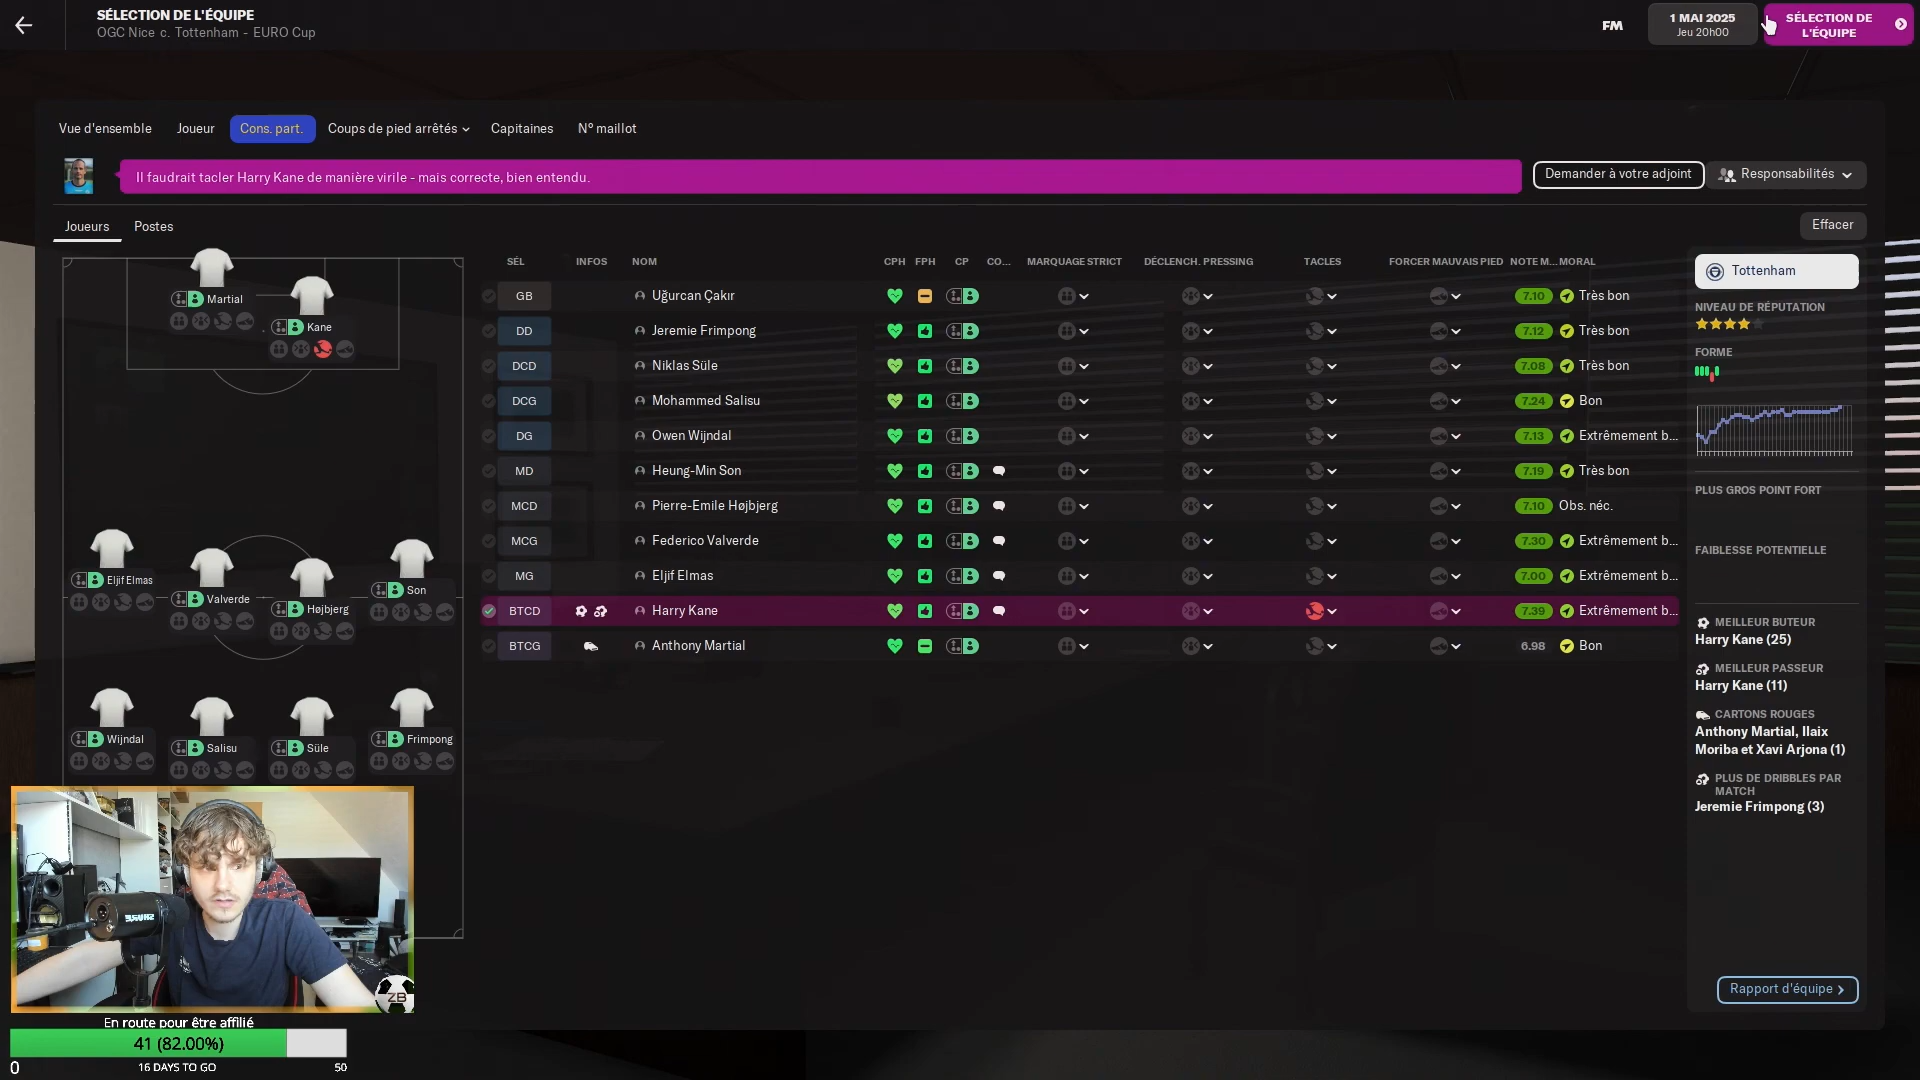 SÉLECTION DE L'ÉQUIPE
OGC Nice c. Tottenham - EURO Cup
FM
1 MAI 2025
Jeu 20h00
SÉLECTION DE
L'ÉQUIPE
Vue d'ensemble
Joueur
Cons. part.
Coups de pied arrêtés
Capitaines
N° maillot
Il faudrait tacler Harry Kane de manière virile - mais correcte, bien entendu.
Demander à votre adjoint
Responsabilités
Joueurs
Postes
Effacer
Martial
Kane
Eljif Elmas
Valverde
Højbjerg
Son
Wijndal
Salisu
Süle
Frimpong
SÉL INFOS NOM CPH FPH CP CO... MARQUAGE STRICT DÉCLENCH. PRESSING TACLES FORCER MAUVAIS PIED NOTE M... MORAL
GB Uğurcan Çakır 7.10 Très bon
DD Jeremie Frimpong 7.12 Très bon
DCD Niklas Süle 7.08 Très bon
DCG Mohammed Salisu 7.24 Bon
DG Owen Wijndal 7.13 Extrêmement b...
MD Heung-Min Son 7.19 Très bon
MCD Pierre-Emile Højbjerg 7.10 Obs. néc.
MCG Federico Valverde 7.30 Extrêmement b...
MG Eljif Elmas 7.00 Extrêmement b...
BTCD Harry Kane 7.39 Extrêmement b...
BTCG Anthony Martial 6.98 Bon
Tottenham
NIVEAU DE RÉPUTATION
FORME
PLUS GROS POINT FORT
FAIBLESSE POTENTIELLE
MEILLEUR BUTEUR
Harry Kane (25)
MEILLEUR PASSEUR
Harry Kane (11)
CARTONS ROUGES
Anthony Martial, Ilaix
Moriba et Xavi Arjona (1)
PLUS DE DRIBBLES PAR
MATCH
Jeremie Frimpong (3)
Rapport d'équipe
SHURE
ZB
En route pour être affilié
41 (82.00%)
0
16 DAYS TO GO
50